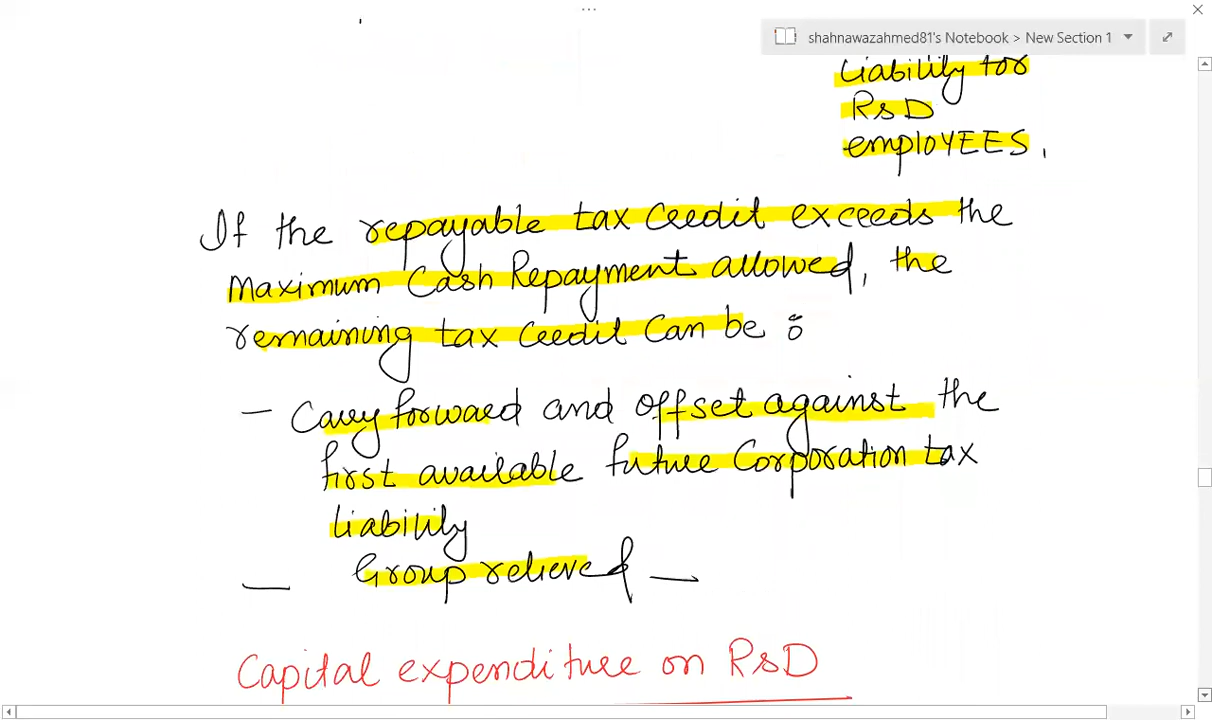 shahnawazahmed81's Notebook > New Section 1
Liability for
R&D
employEES.
If the repayable tax Credit exceeds the
Maximum Cash Repayment allowed, the
remaining tax Credit Can be :
— Carry forward and offset against the
first available future Corporation tax
liability
— Group relieved —
Capital expenditure on R&D